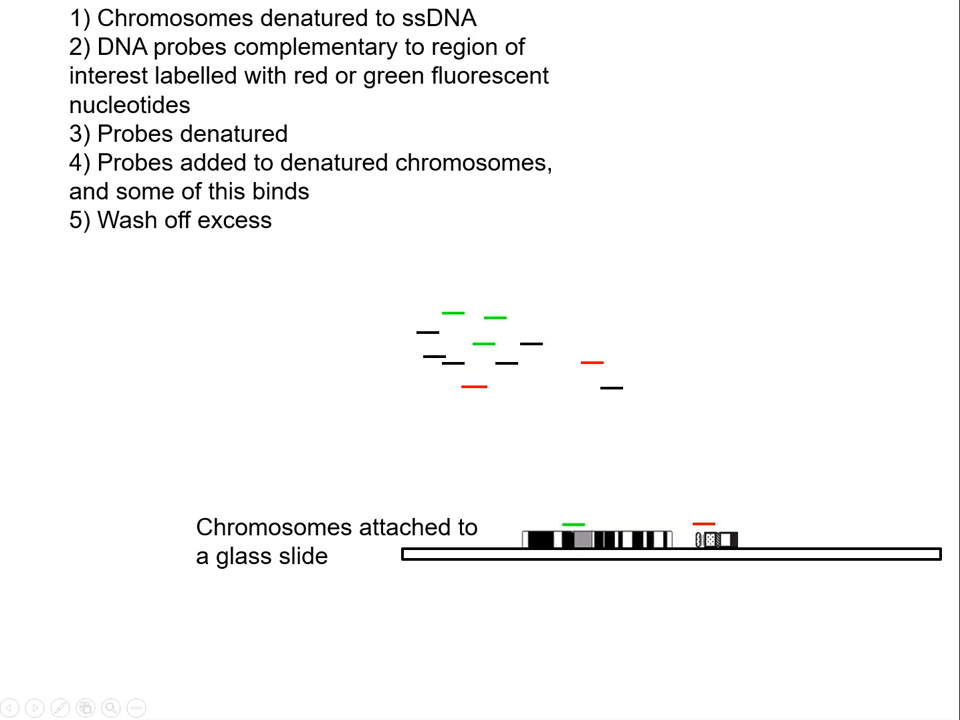 1) Chromosomes denatured to ssDNA
2) DNA probes complementary to region of
interest labelled with red or green fluorescent
nucleotides
3) Probes denatured
4) Probes added to denatured chromosomes,
and some of this binds
5) Wash off excess
Chromosomes attached to
a glass slide